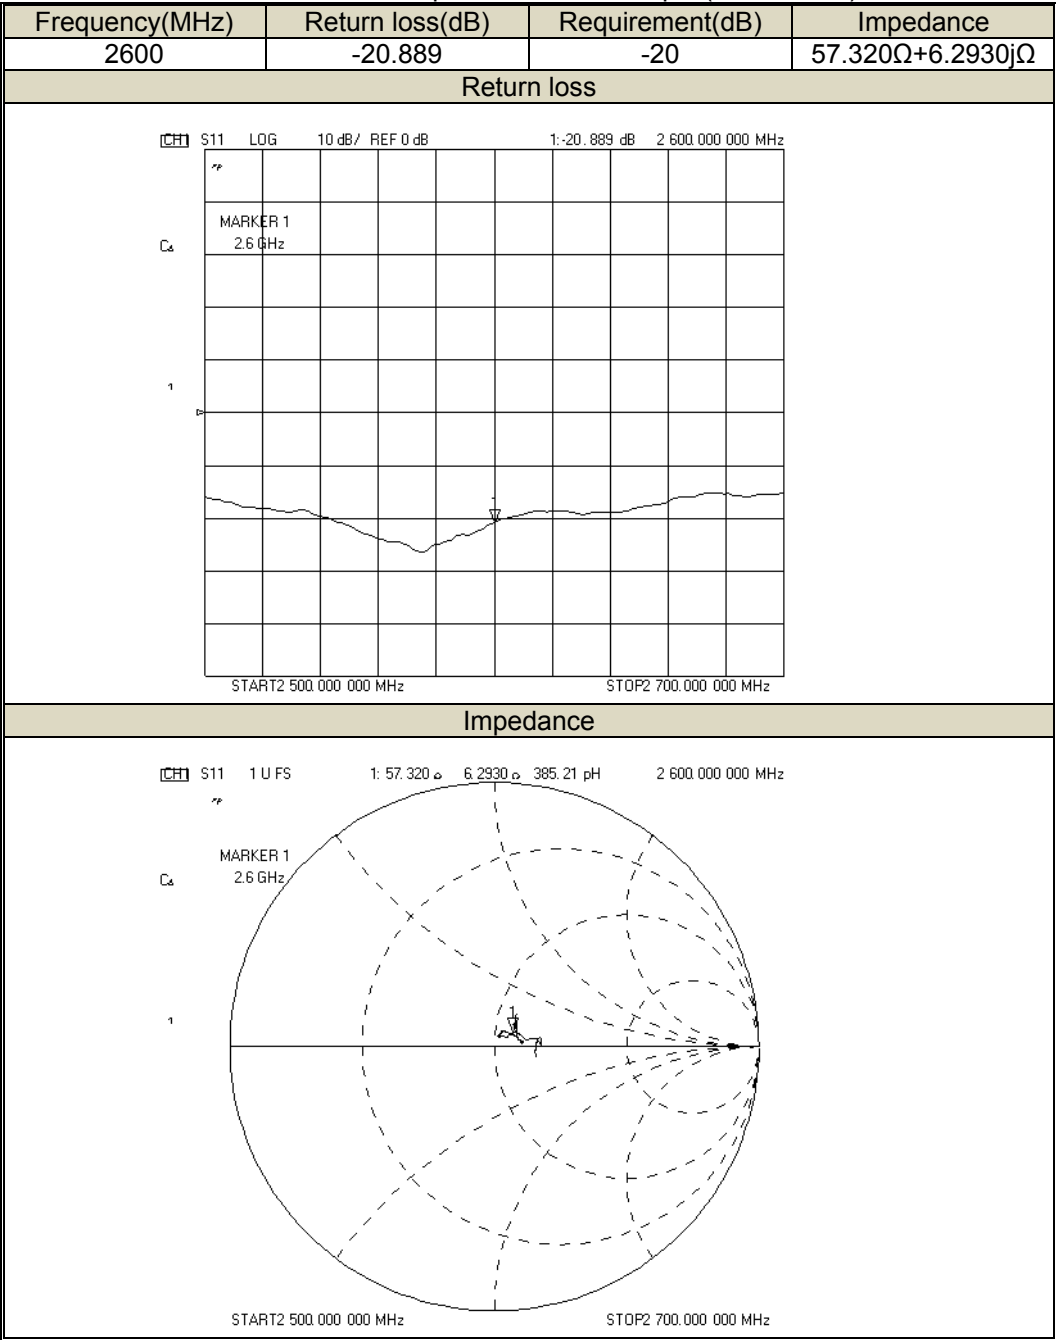 Frequency(MHz) Return loss(dB) Requirement(dB) Impedance
2600 -20.889 -20 57.320Ω+6.2930jΩ
Return loss
CH1 S11 LOG 10 dB/ REF 0 dB 1:-20.889 dB 2 600.000 000 MHz
MARKER 1
2.6 GHz
1
1
START2 500.000 000 MHz STOP2 700.000 000 MHz
Impedance
CH1 S11 1 U FS 1: 57.320 6.2930 385.21 pH 2 600.000 000 MHz
MARKER 1
2.6 GHz
1
1
START2 500.000 000 MHz STOP2 700.000 000 MHz